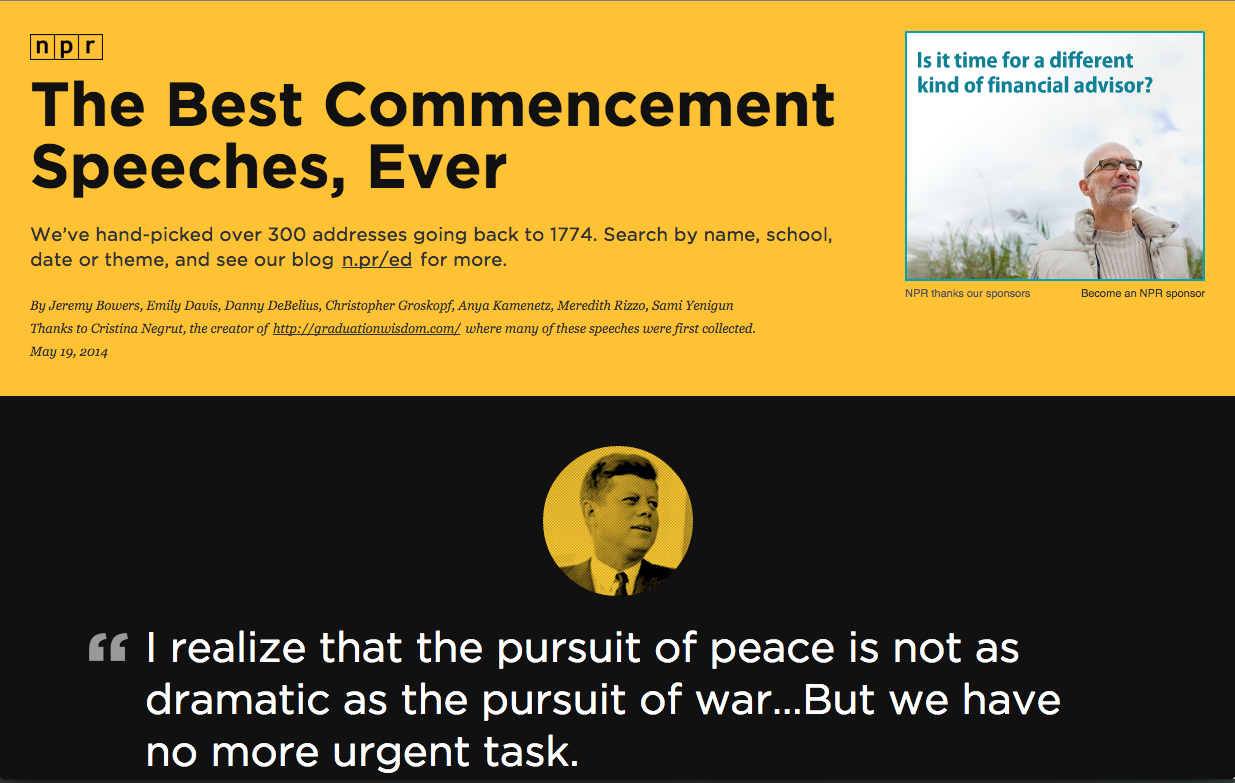 npr
The Best Commencement
Speeches, Ever
We’ve hand-picked over 300 addresses going back to 1774. Search by name, school,
date or theme, and see our blog n.pr/ed for more.
By Jeremy Bowers, Emily Davis, Danny DeBelius, Christopher Groskopf, Anya Kamenetz, Meredith Rizzo, Sami Yenigun
Thanks to Cristina Negrut, the creator of http://graduationwisdom.com/ where many of these speeches were first collected.
May 19, 2014
Is it time for a different
kind of financial advisor?
NPR thanks our sponsors
Become an NPR sponsor
“ I realize that the pursuit of peace is not as
dramatic as the pursuit of war...But we have
no more urgent task.